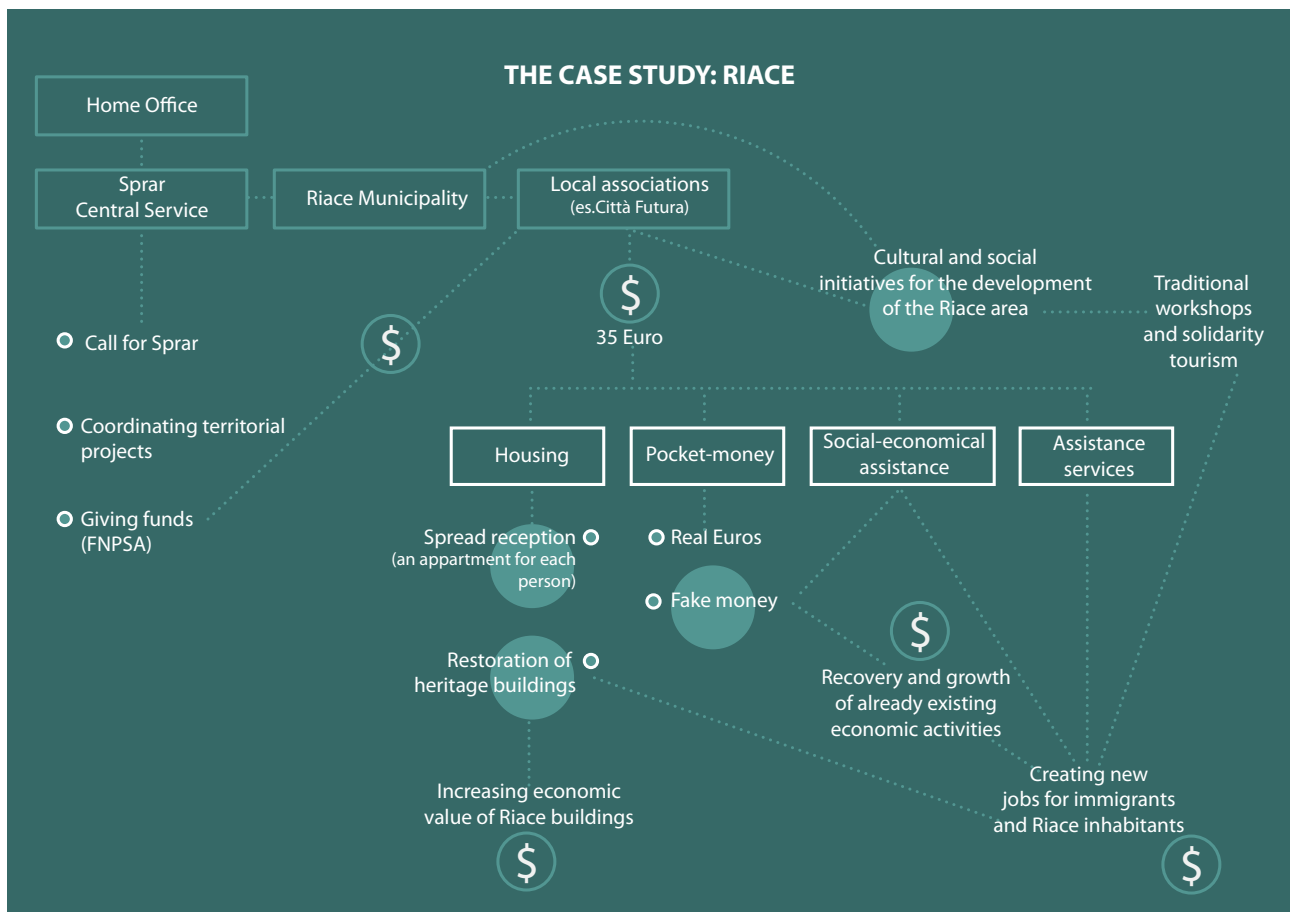 THE CASE STUDY: RIACE
Home Office
Sprar
Central Service
Riace Municipality
Local associations
(es.Città Futura)
Cultural and social
initiatives for the development
of the Riace area
Traditional
workshops
and solidarity
tourism
$
35 Euro
$
Call for Sprar
Coordinating territorial
projects
Giving funds
(FNPSA)
Housing
Pocket-money
Social-economical
assistance
Assistance
services
Spread reception
(an appartment for each
person)
Real Euros
Fake money
Restoration of
heritage buildings
$
Recovery and growth
of already existing
economic activities
Increasing economic
value of Riace buildings
$
Creating new
jobs for immigrants
and Riace inhabitants
$